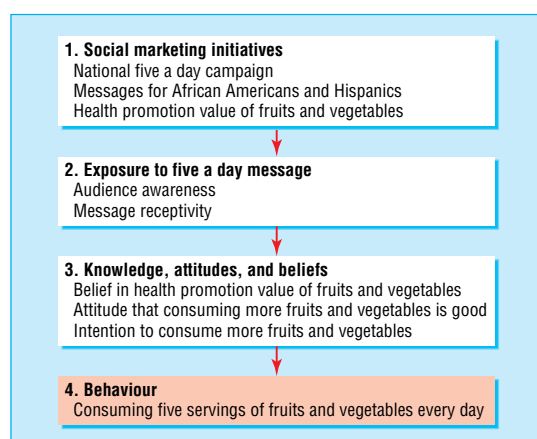 1. Social marketing initiatives
National five a day campaign
Messages for African Americans and Hispanics
Health promotion value of fruits and vegetables
2. Exposure to five a day message
Audience awareness
Message receptivity
3. Knowledge, attitudes, and beliefs
Belief in health promotion value of fruits and vegetables
Attitude that consuming more fruits and vegetables is good
Intention to consume more fruits and vegetables
4. Behaviour
Consuming five servings of fruits and vegetables every day